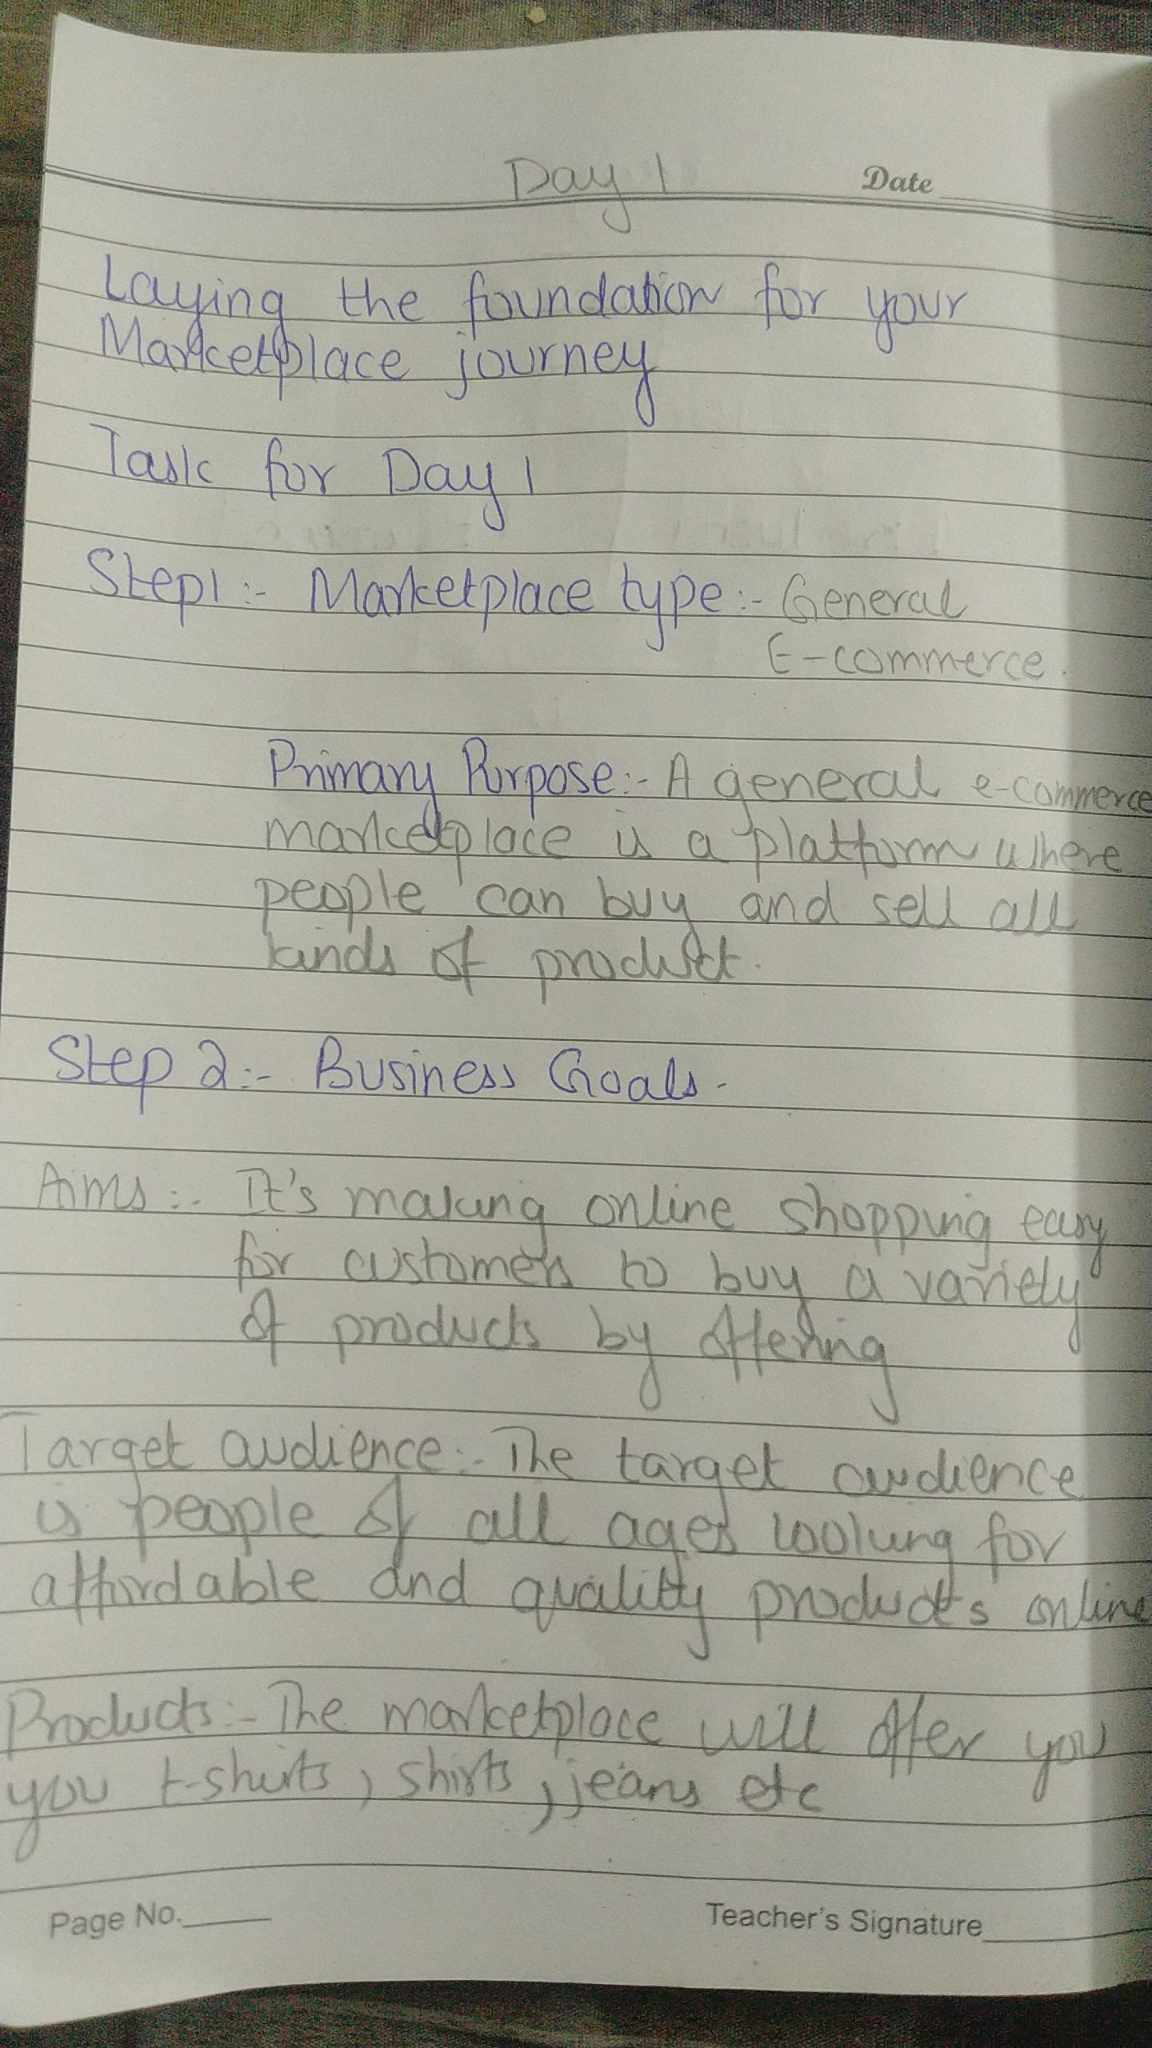 Day 1
Date
Laying the foundation for your
Marketplace journey
Task for Day 1
Step1:- Marketplace type:- General
E-commerce.
Primary Purpose:- A general e-commerce
marketplace is a platform where
people can buy and sell all
kinds of product.
Step 2:- Business Goals-
Aims:- It's making online shopping easy
for customers to buy a variety
of products by offering
Target audience:- The target audience
is people of all ages looking for
affordable and quality products online
Products:- The marketplace will offer you
you t-shirts, shirts, jeans etc
Page No.
Teacher's Signature